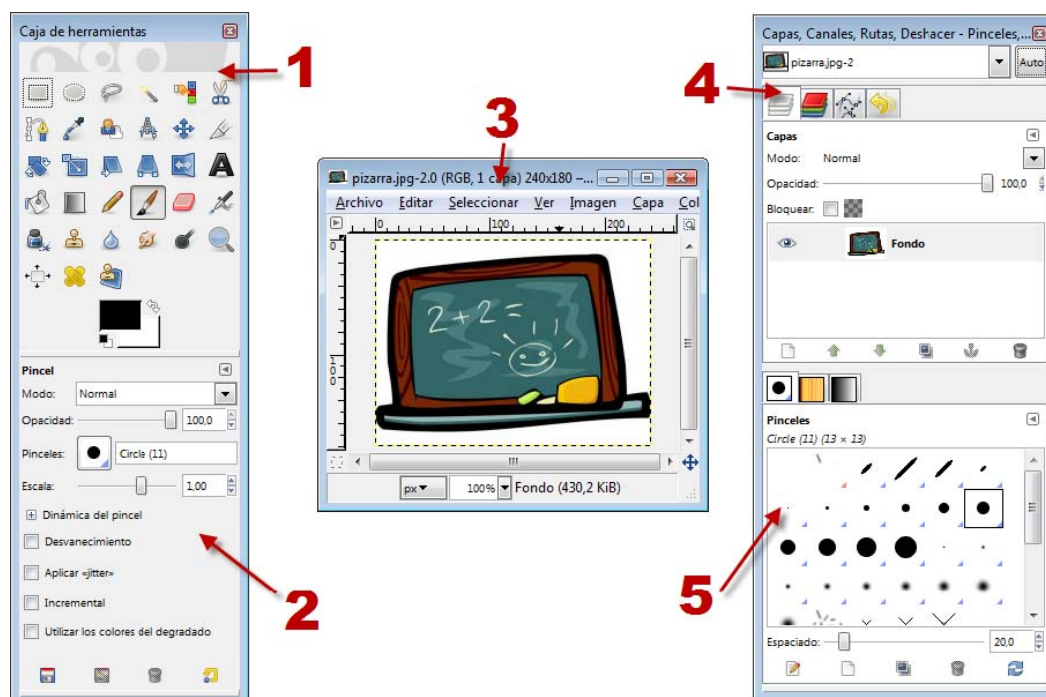 Caja de herramientas
1
Pincel
Modo: Normal
Opacidad: 100,0
Pinceles: Circle (11)
Escala: 1,00
Dinámica del pincel
Desvanecimiento
Aplicar «jitter»
Incremental
Utilizar los colores del degradado
2
3
pizarra.jpg-2.0 (RGB, 1 capa) 240x180 –...
Archivo Editar Seleccionar Ver Imagen Capa Col
0 100 200
0
100
2+2=
px 100% Fondo (430,2 KiB)
Capas, Canales, Rutas, Deshacer - Pinceles,...
pizarra.jpg-2 Auto
4
Capas
Modo: Normal
Opacidad: 100,0
Bloquear:
Fondo
Pinceles
Circle (11) (13 × 13)
5
Espaciado: 20,0